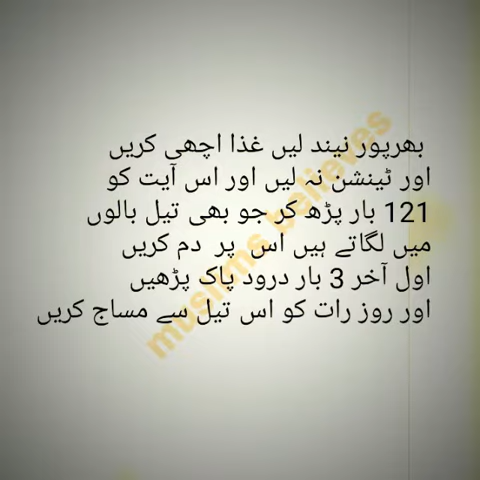 بھرپور نیند لیں غذا اچھی کریں
اور ٹینشن نہ لیں اور اس آیت کو
121 بار پڑھ کر جو بھی تیل بالوں
میں لگاتے ہیں اس پر دم کریں
اول آخر 3 بار درود پاک پڑھیں
اور روز رات کو اس تیل سے مساج کریں
muslims believes